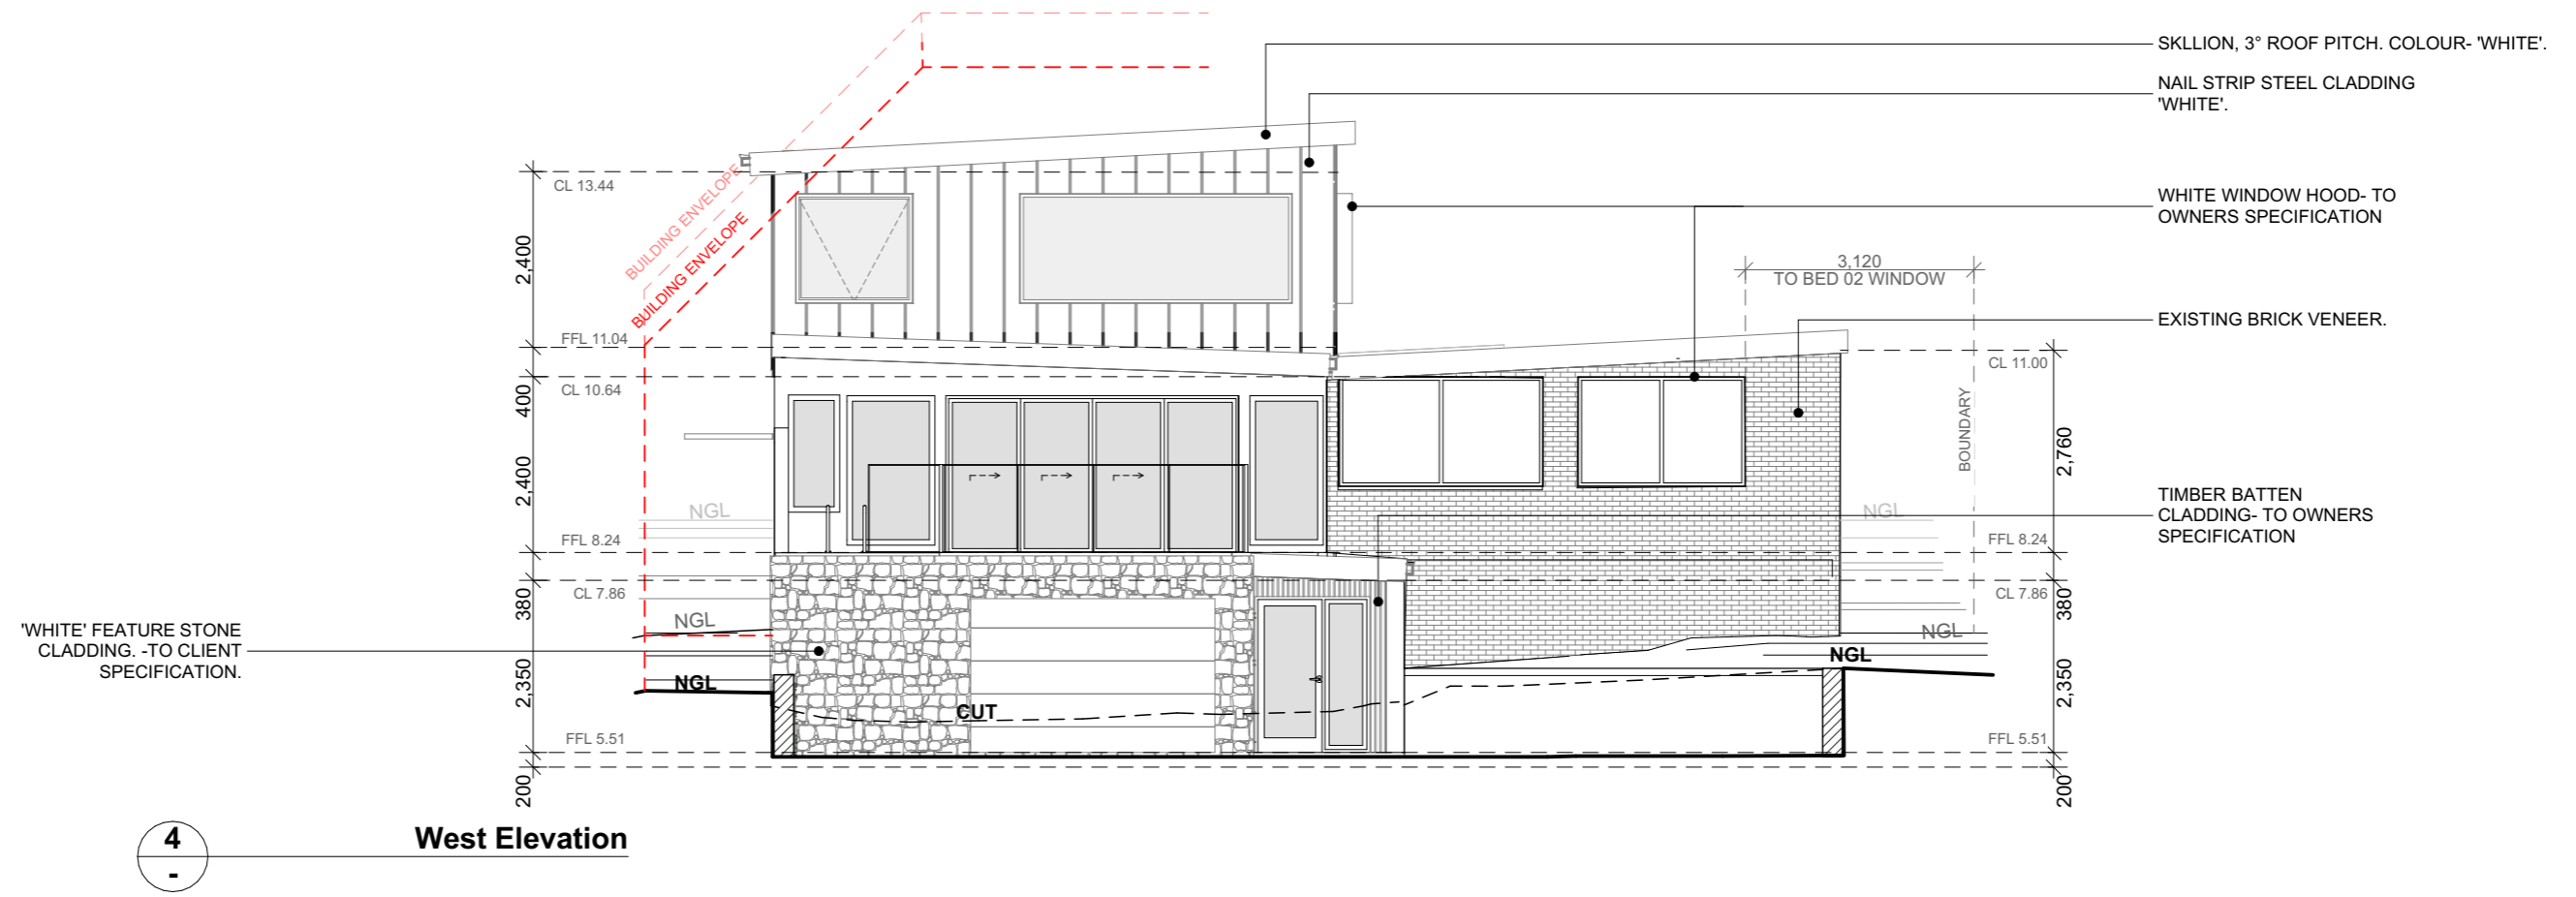 SKLLION, 3° ROOF PITCH. COLOUR- 'WHITE'.
NAIL STRIP STEEL CLADDING
'WHITE'.
WHITE WINDOW HOOD- TO
OWNERS SPECIFICATION
3,120
TO BED 02 WINDOW
EXISTING BRICK VENEER.
TIMBER BATTEN
CLADDING- TO OWNERS
SPECIFICATION
BUILDING ENVELOPE
BUILDING ENVELOPE
CL 13.44
2,400
FFL 11.04
CL 10.64
400
2,400
NGL
FFL 8.24
CL 7.86
380
NGL
'WHITE' FEATURE STONE
CLADDING. -TO CLIENT
SPECIFICATION.
2,350
NGL
CUT
FFL 5.51
200
CL 11.00
BOUNDARY
2,760
NGL
FFL 8.24
CL 7.86
380
NGL
NGL
2,350
FFL 5.51
200
4
-
West Elevation